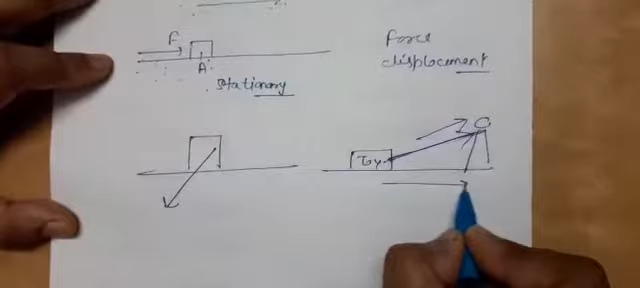 F
A
Stationary
Force
displacement
Toy